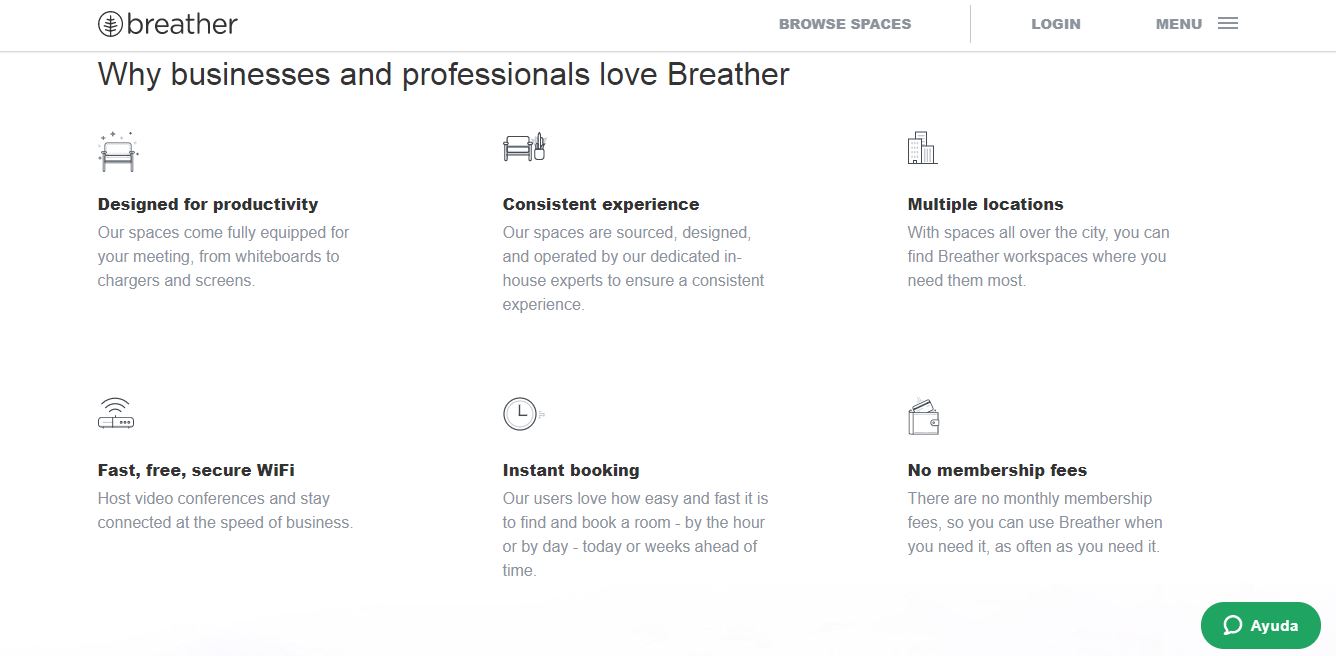 breather
BROWSE SPACES
LOGIN
MENU
Why businesses and professionals love Breather
Designed for productivity
Our spaces come fully equipped for
your meeting, from whiteboards to
chargers and screens.
Consistent experience
Our spaces are sourced, designed,
and operated by our dedicated in-
house experts to ensure a consistent
experience.
Multiple locations
With spaces all over the city, you can
find Breather workspaces where you
need them most.
Fast, free, secure WiFi
Host video conferences and stay
connected at the speed of business.
Instant booking
Our users love how easy and fast it is
to find and book a room - by the hour
or by day - today or weeks ahead of
time.
No membership fees
There are no monthly membership
fees, so you can use Breather when
you need it, as often as you need it.
Ayuda